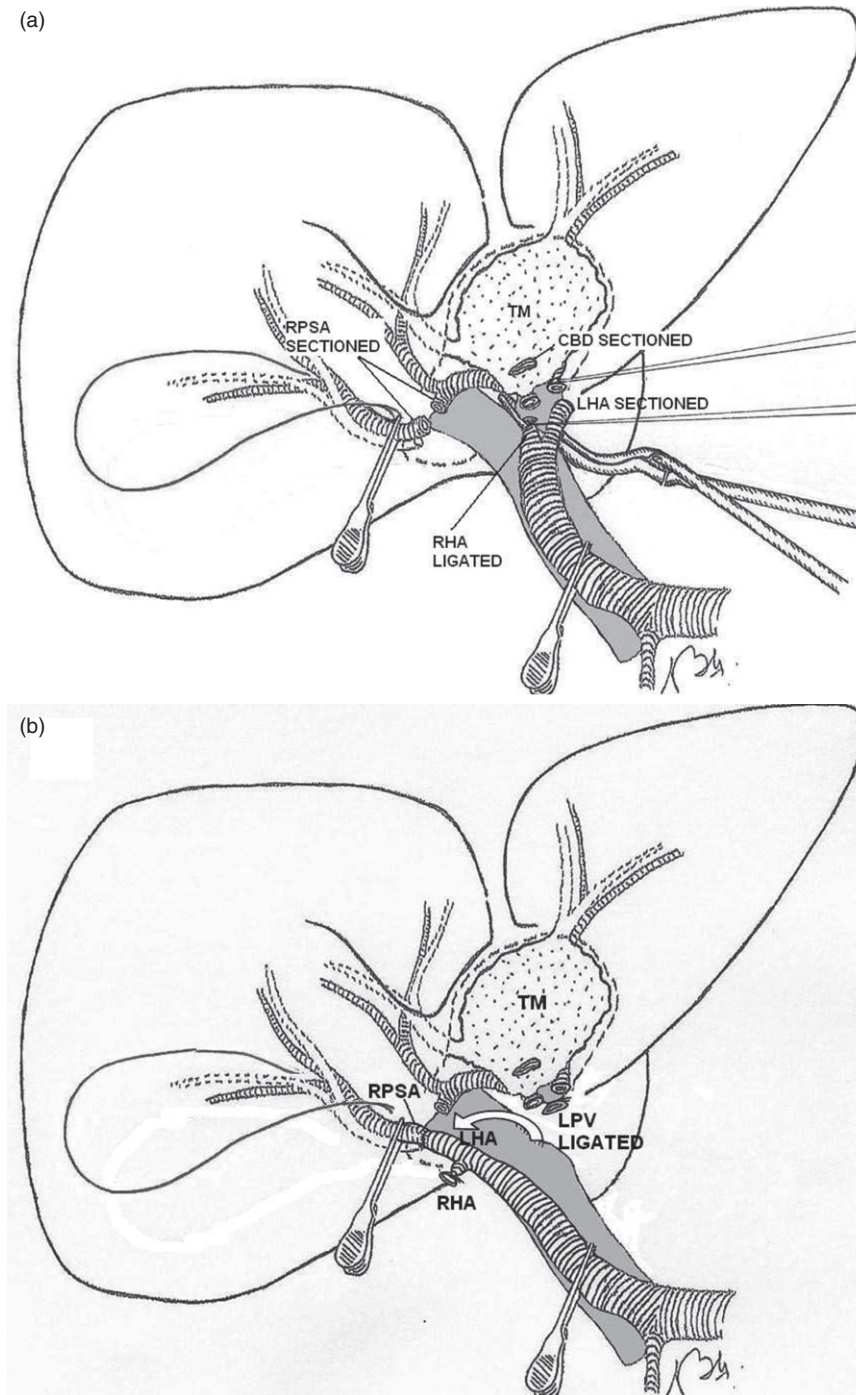 (a)
TM
RPSA
SECTIONED
CBD SECTIONED
LHA SECTIONED
RHA
LIGATED
(b)
TM
RPSA
LHA
LPV
LIGATED
RHA